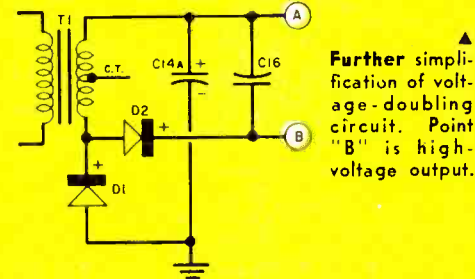 T1
A
C.T.
C14A
+
–
C16
D2
+
B
+
D1
Further simpli-
fication of volt-
age-doubling
circuit. Point
"B" is high-
voltage output.